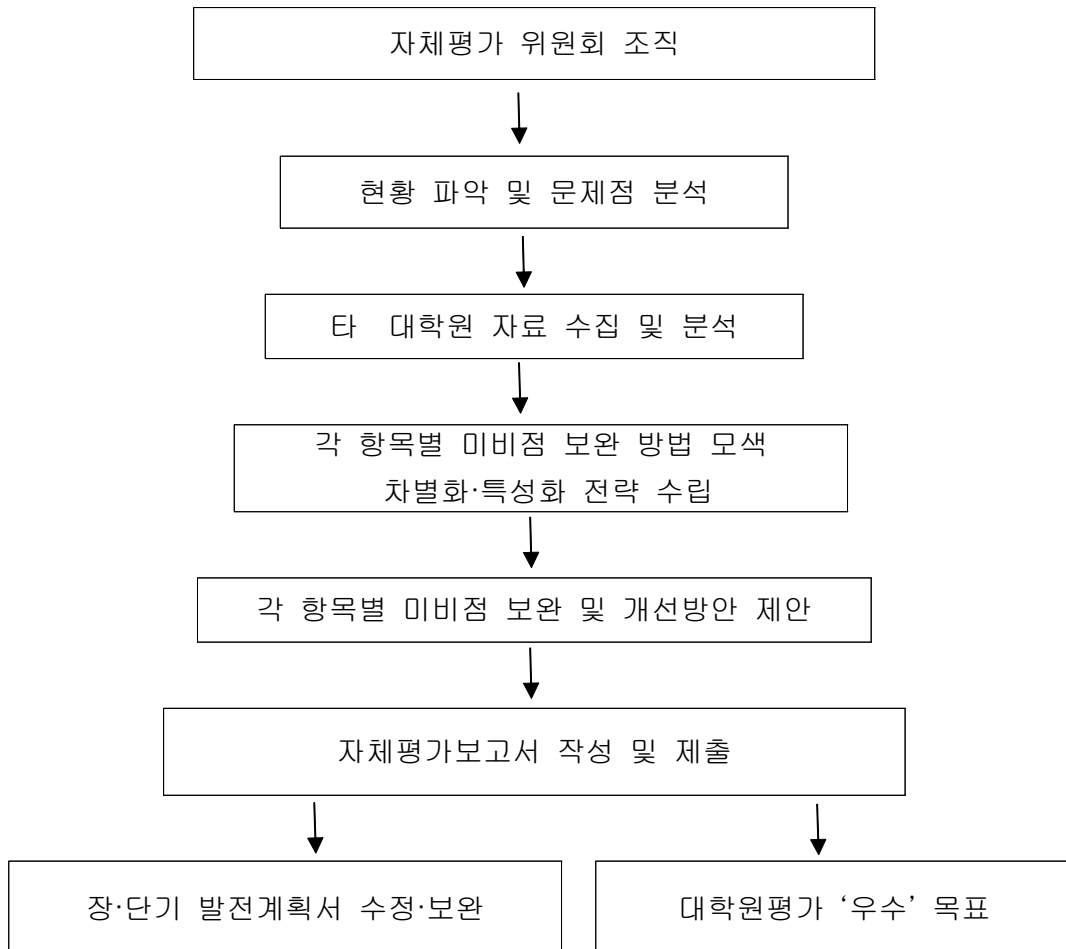 자체평가 위원회 조직
현황 파악 및 문제점 분석
타 대학원 자료 수집 및 분석
각 항목별 미비점 보완 방법 모색
차별화·특성화 전략 수립
각 항목별 미비점 보완 및 개선방안 제안
자체평가보고서 작성 및 제출
장·단기 발전계획서 수정·보완
대학원평가 ‘우수’ 목표